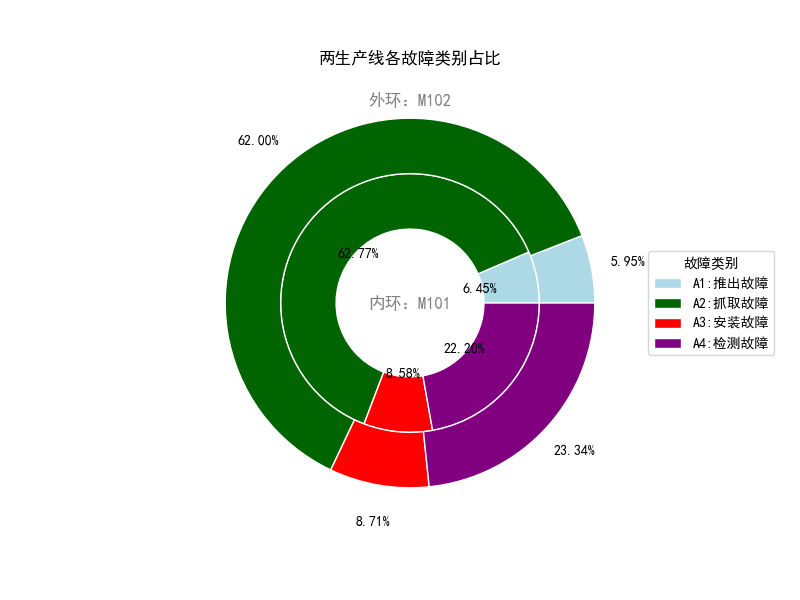 两生产线各故障类别占比
外环：M102
62.00%
62.77%
5.95%
6.45%
内环：M101
22.20%
8.58%
23.34%
8.71%
故障类别
A1:推出故障
A2:抓取故障
A3:安装故障
A4:检测故障